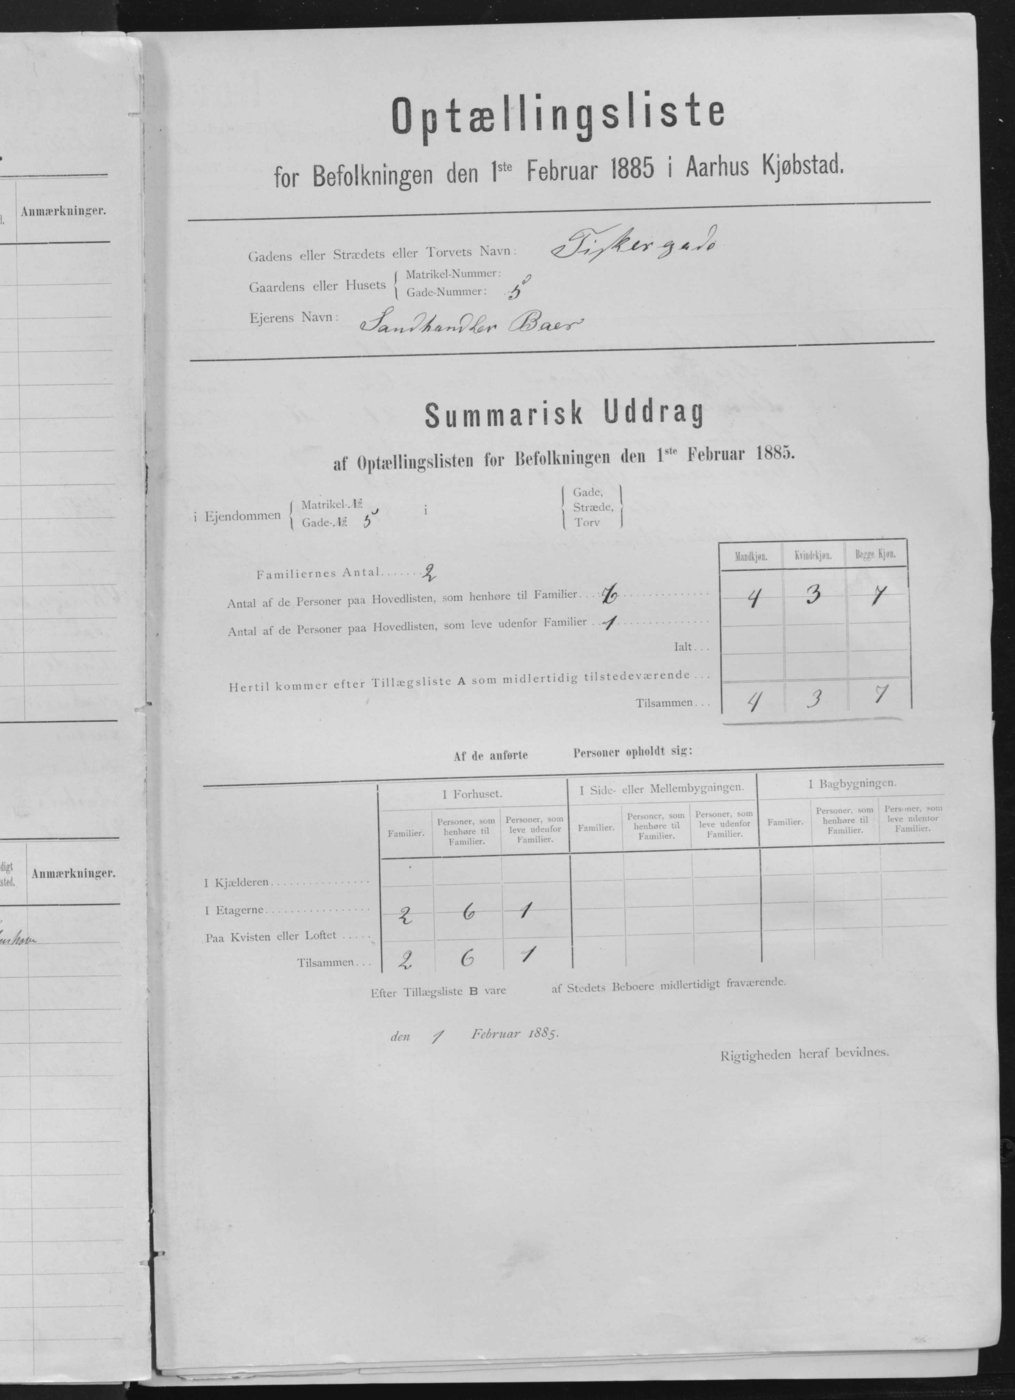 Anmærkninger.
Anmærkninger.
Optællingsliste
for Befolkningen den 1ste Februar 1885 i Aarhus Kjøbstad.
Gadens eller Strædets eller Torvets Navn: Fiskergade
Gaardens eller Husets { Matrikel-Nummer:
Gade-Nummer: 5
Ejerens Navn: Sandhandler Baer
Summarisk Uddrag
af Optællingslisten for Befolkningen den 1ste Februar 1885.
i Ejendommen { Matrikel-№ i { Gade, }
Gade-№ 5 Stræde,
Torv
Mandkjøn. Kvindekjøn. Begge Kjøn.
Familiernes Antal....... 2
Antal af de Personer paa Hovedlisten, som henhøre til Familier... 6 4 3 7
Antal af de Personer paa Hovedlisten, som leve udenfor Familier.. 1
Ialt...
Hertil kommer efter Tillægsliste A som midlertidig tilstedeværende...
Tilsammen... 4 3 7
Af de anførte Personer opholdt sig:
I Forhuset. I Side- eller Mellembygningen. I Bagbygningen.
Familier. Personer, som henhøre til Familier. Personer, som leve udenfor Familier. Familier. Personer, som henhøre til Familier. Personer, som leve udenfor Familier. Familier. Personer, som henhøre til Familier. Personer, som leve udenfor Familier.
I Kjælderen
I Etagerne 2 6 1
Paa Kvisten eller Loftet
Tilsammen... 2 6 1
Efter Tillægsliste B vare af Stedets Beboere midlertidigt fraværende.
den 1 Februar 1885.
Rigtigheden heraf bevidnes.